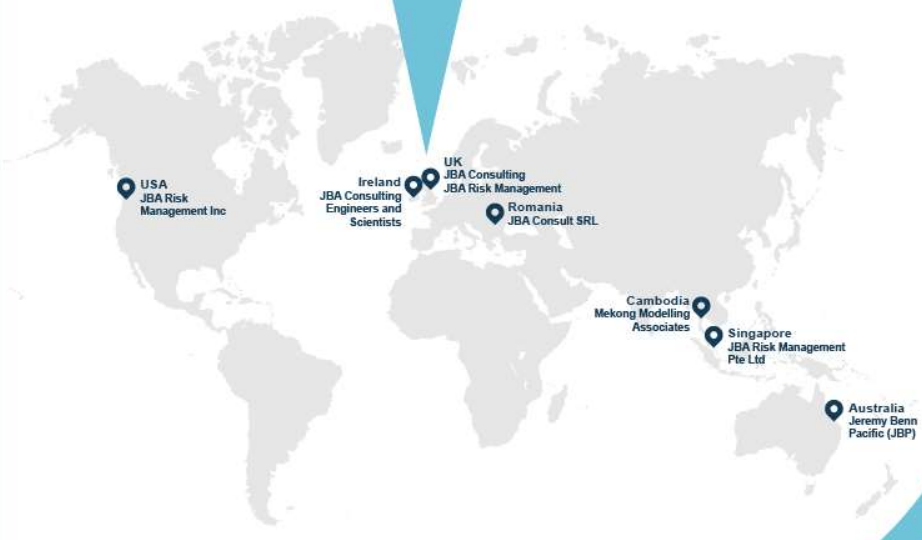 USA
JBA Risk
Management Inc
Ireland
JBA Consulting
Engineers and
Scientists
UK
JBA Consulting
JBA Risk Management
Romania
JBA Consult SRL
Cambodia
Mekong Modelling
Associates
Singapore
JBA Risk Management
Pte Ltd
Australia
Jeremy Benn
Pacific (JBP)